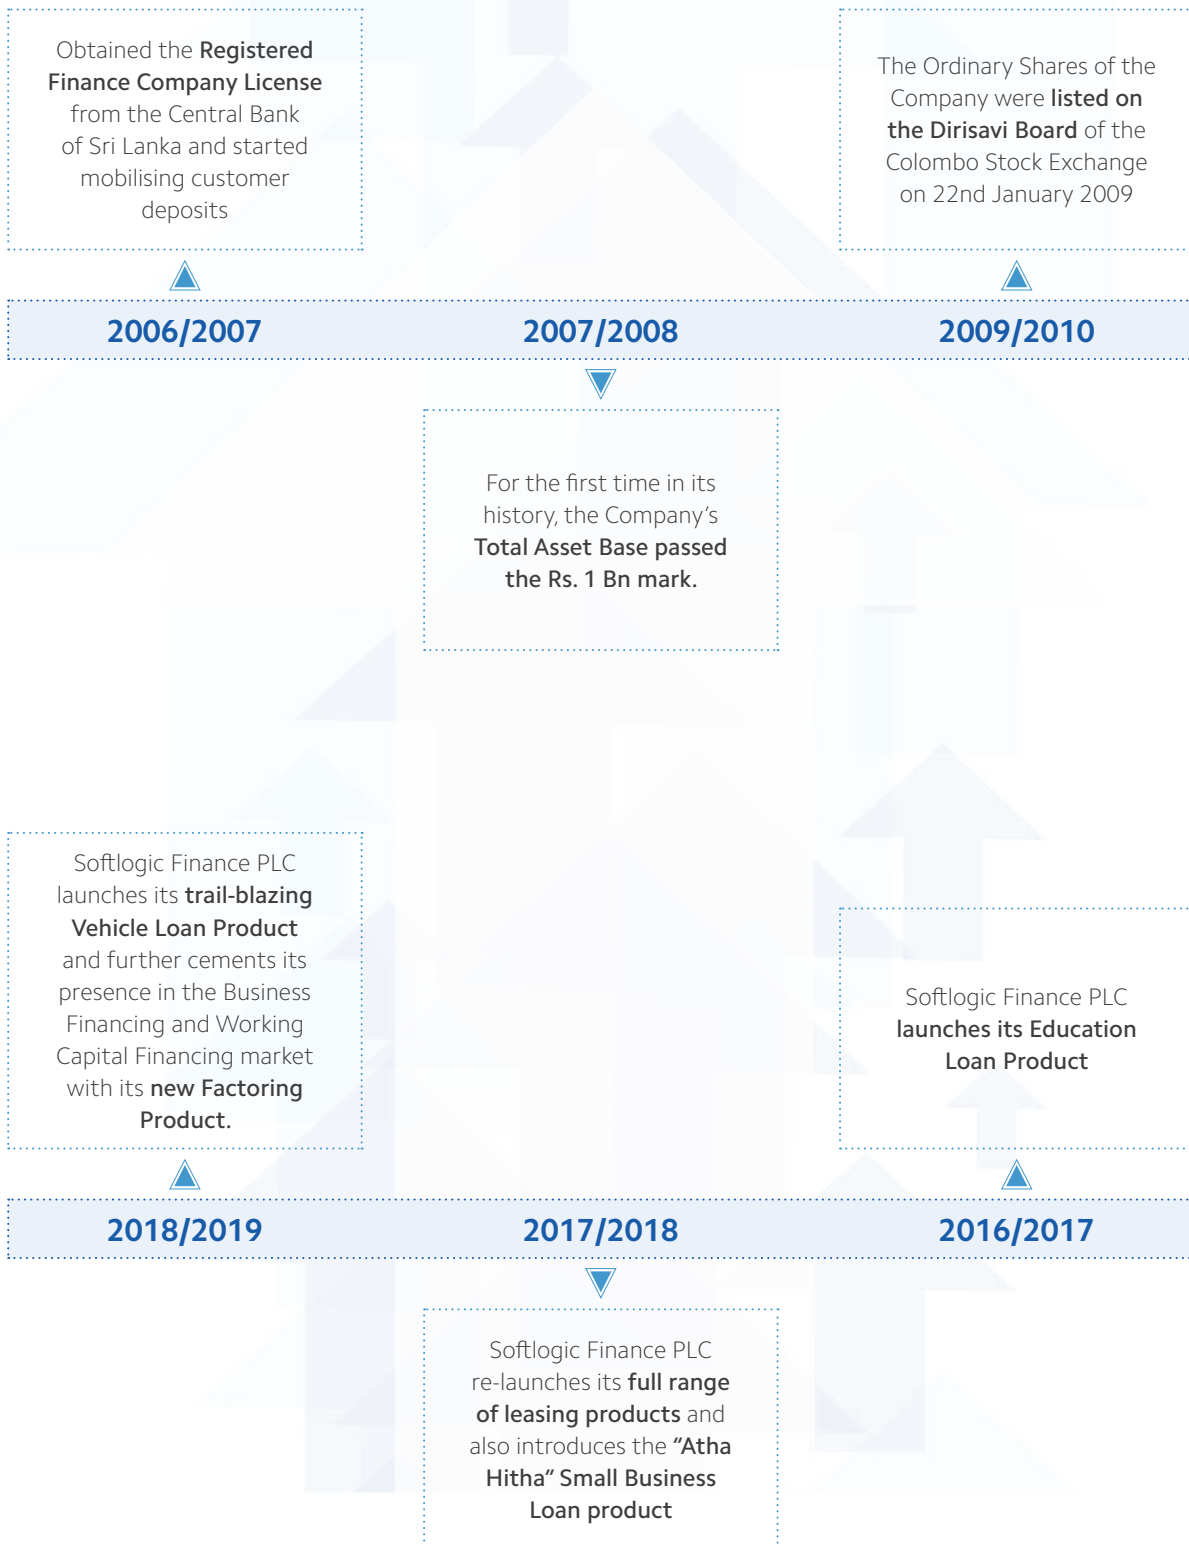 Obtained the Registered
Finance Company License
from the Central Bank
of Sri Lanka and started
mobilising customer
deposits
The Ordinary Shares of the
Company were listed on
the Dirisavi Board of the
Colombo Stock Exchange
on 22nd January 2009
2006/2007
2007/2008
2009/2010
For the first time in its
history, the Company's
Total Asset Base passed
the Rs. 1 Bn mark.
Softlogic Finance PLC
launches its trail-blazing
Vehicle Loan Product
and further cements its
presence in the Business
Financing and Working
Capital Financing market
with its new Factoring
Product.
Softlogic Finance PLC
launches its Education
Loan Product
2018/2019
2017/2018
2016/2017
Softlogic Finance PLC
re-launches its full range
of leasing products and
also introduces the “Atha
Hitha” Small Business
Loan product